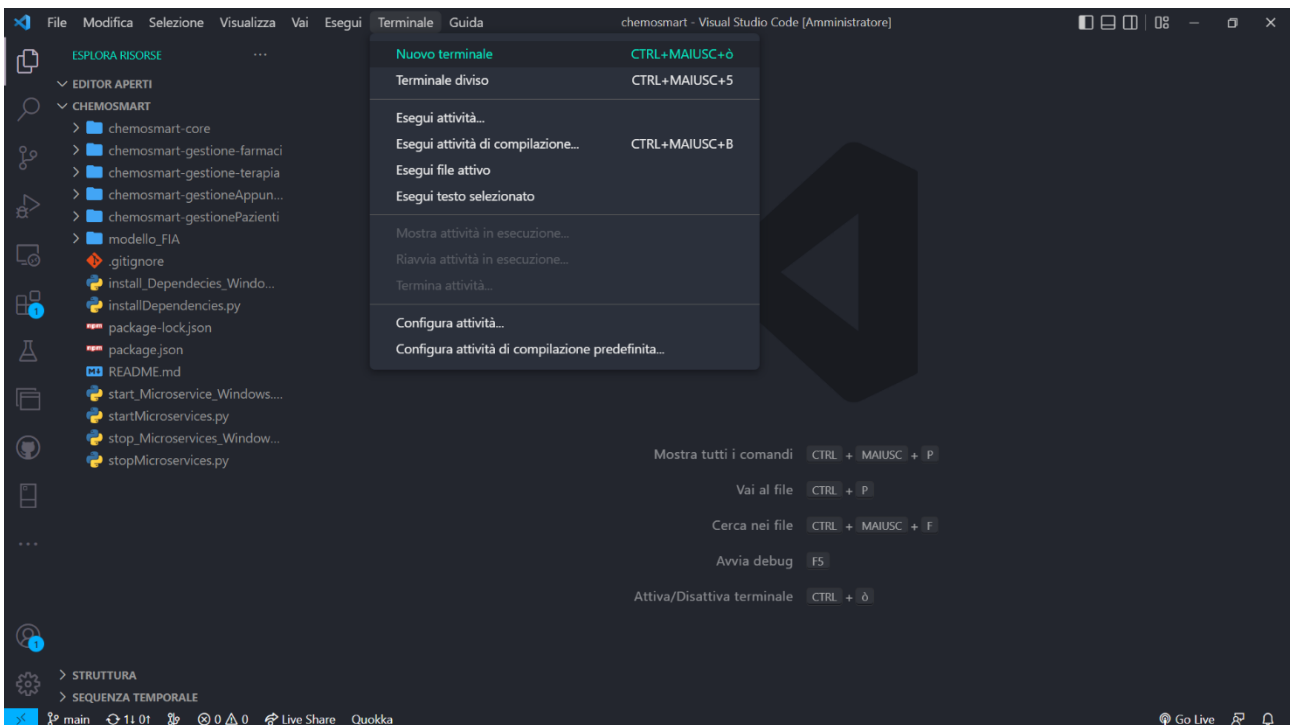 File Modifica Selezione Visualizza Vai Esegui Terminale Guida chemosmart - Visual Studio Code [Amministratore]
ESPLORA RISORSE ...
EDITOR APERTI
CHEMOSMART
chemosmart-core
chemosmart-gestione-farmaci
chemosmart-gestione-terapia
chemosmart-gestioneAppun...
chemosmart-gestionePazienti
modello_FIA
.gitignore
install_Dependecies_Windo...
installDependencies.py
npm package-lock.json
npm package.json
README.md
start_Microservice_Windows....
startMicroservices.py
stop_Microservices_Window...
stopMicroservices.py
STRUTTURA
SEQUENZA TEMPORALE
Nuovo terminale CTRL+MAIUSC+ò
Terminale diviso CTRL+MAIUSC+5
Esegui attività...
Esegui attività di compilazione... CTRL+MAIUSC+B
Esegui file attivo
Esegui testo selezionato
Mostra attività in esecuzione...
Riavvia attività in esecuzione...
Termina attività...
Configura attività...
Configura attività di compilazione predefinita...
Mostra tutti i comandi CTRL + MAIUSC + P
Vai al file CTRL + P
Cerca nei file CTRL + MAIUSC + F
Avvia debug F5
Attiva/Disattiva terminale CTRL + ò
1
1
main 1↓ 0↑ 0 0 Live Share Quokka Go Live